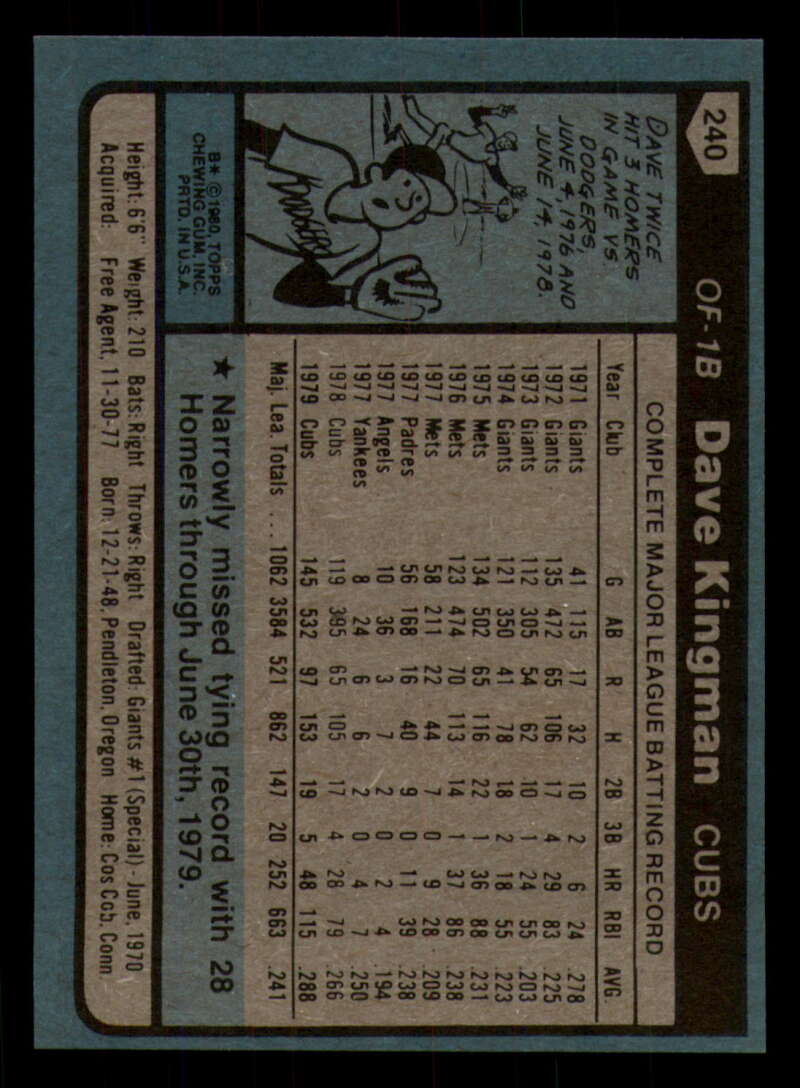 240 OF-1B Dave Kingman CUBS
DAVE TWICE
HIT 3 HOMERS
IN GAME VS.
DODGERS,
JUNE 4, 1976 AND
JUNE 14, 1978.
B* © 1980, TOPPS
CHEWING GUM, INC.
PRTD. IN U.S.A.
COMPLETE MAJOR LEAGUE BATTING RECORD
Year Club G AB R H 2B 3B HR RBI AVG.
1971 Giants 41 115 17 32 10 2 6 24 .278
1972 Giants 135 472 65 106 17 4 29 83 .225
1973 Giants 112 305 54 62 10 1 24 55 .203
1974 Giants 121 350 41 78 18 2 18 55 .223
1975 Mets 134 502 65 116 22 1 36 88 .231
1976 Mets 123 474 70 113 14 1 37 86 .238
1977 Mets 58 211 22 44 7 0 9 28 .209
1977 Padres 56 168 16 40 9 0 11 39 .238
1977 Angels 10 36 3 7 2 0 2 4 .194
1977 Yankees 8 24 6 6 2 0 4 7 .250
1978 Cubs 119 395 65 105 17 4 28 79 .266
1979 Cubs 145 532 97 153 19 5 48 115 .288
Maj. Lea. Totals ... 1062 3584 521 862 147 20 252 663 .241
★ Narrowly missed tying record with 28
Homers through June 30th, 1979.
Height: 6'6" Weight: 210 Bats: Right Throws: Right Drafted: Giants #1 (Special) - June, 1970
Acquired: Free Agent, 11-30-77 Born: 12-21-48, Pendleton, Oregon Home: Cos Cob, Conn